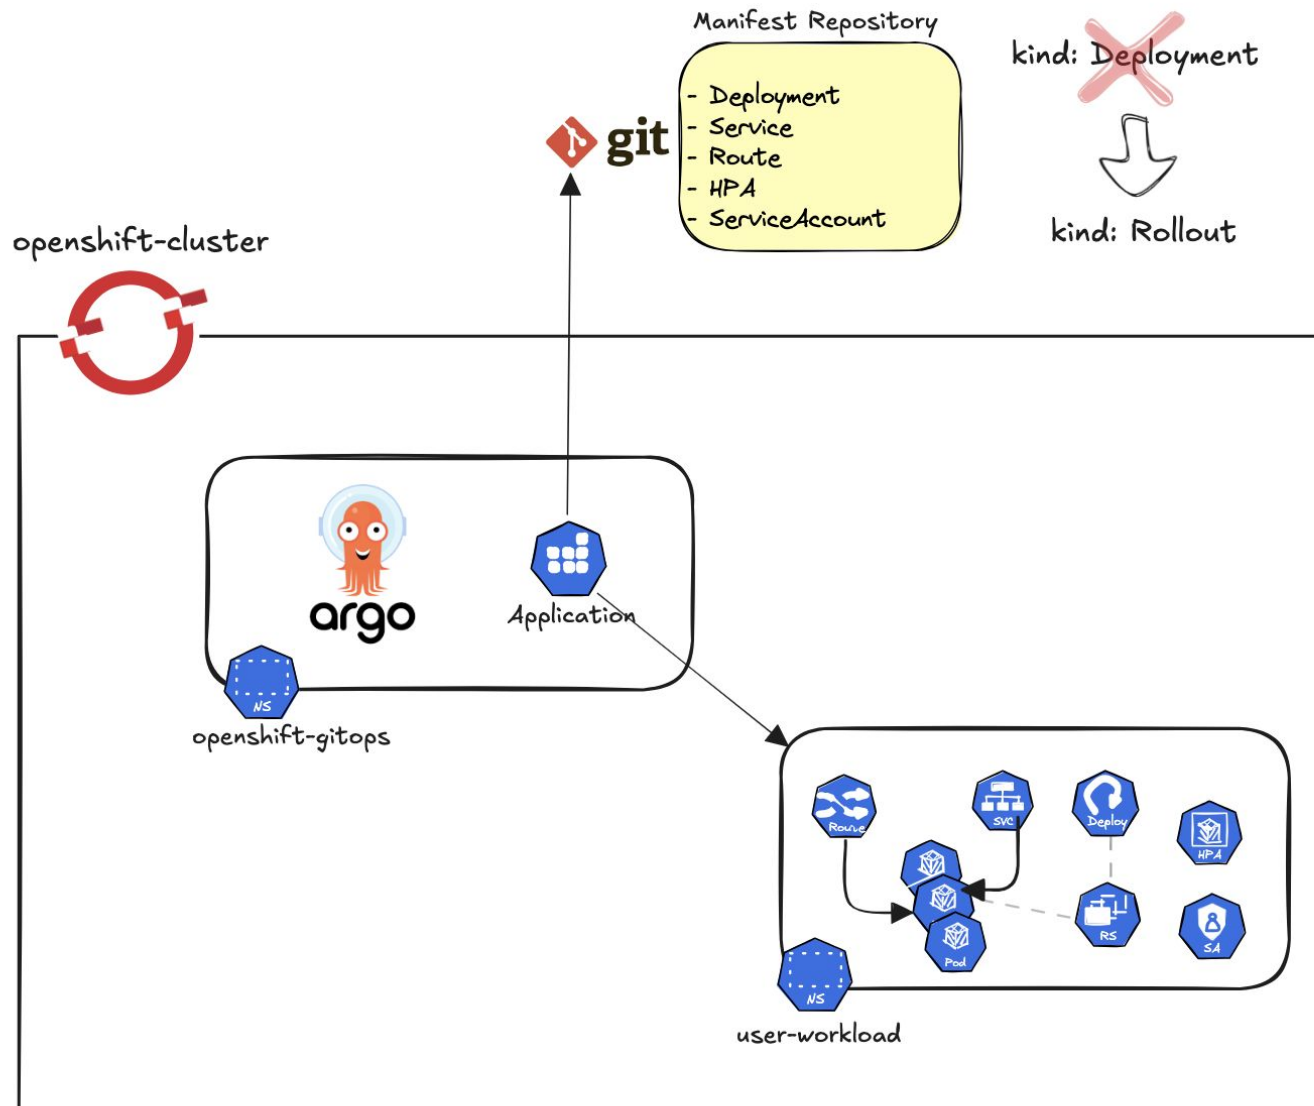 Manifest Repository
- Deployment
- Service
- Route
- HPA
- ServiceAccount
git
kind: Deployment
kind: Rollout
openshift-cluster
argo
Application
NS
openshift-gitops
Route
SVC
Deploy
HPA
Pod
RS
SA
NS
user-workload